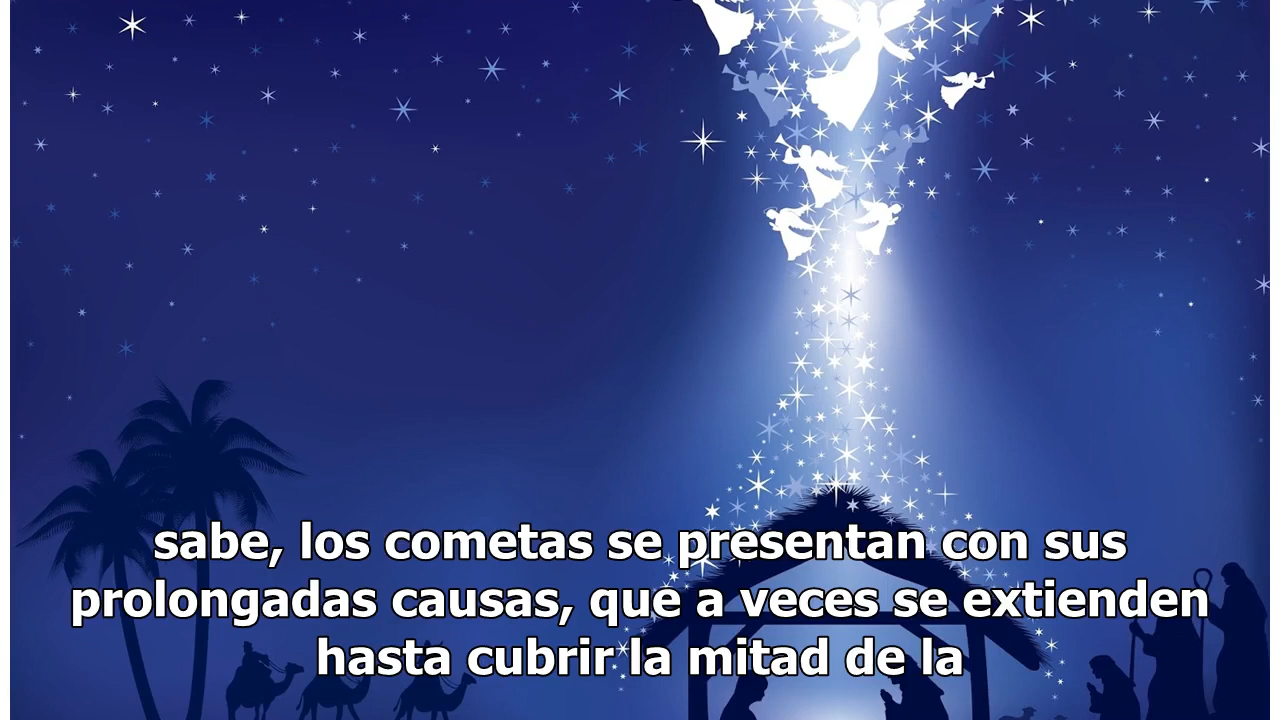 sabe, los cometas se presentan con sus
prolongadas causas, que a veces se extienden
hasta cubrir la mitad de la